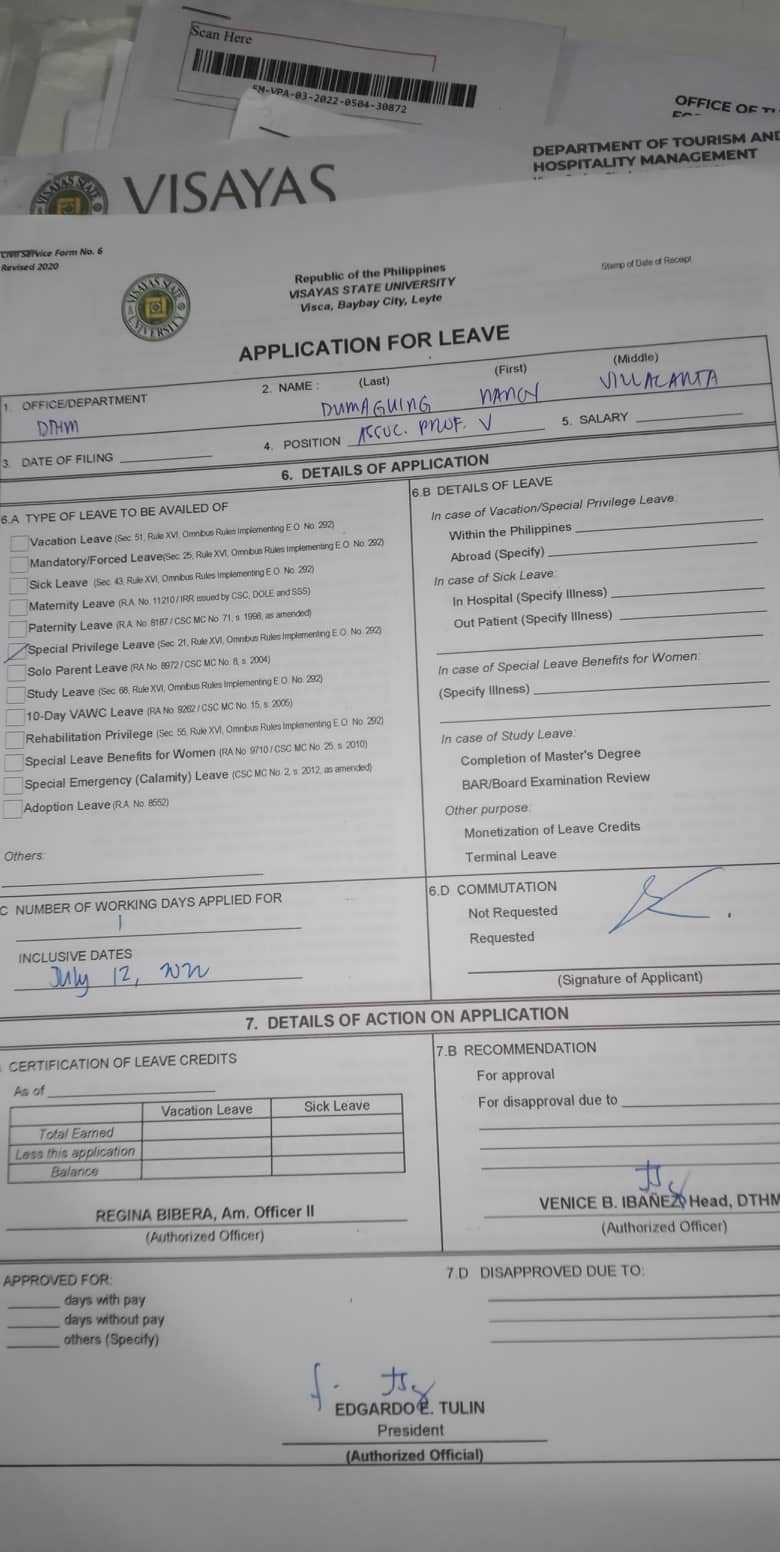 Scan Here
SM-VPA-03-2022-0504-30872
OFFICE OF
DEPARTMENT OF TOURISM AND
HOSPITALITY MANAGEMENT
VISAYAS STATE
VISAYAS
Civil Service Form No. 6
Revised 2020
VISAYAS STATE UNIVERSITY
Republic of the Philippines
VISAYAS STATE UNIVERSITY
Visca, Baybay City, Leyte
Stamp of Date of Receipt
APPLICATION FOR LEAVE
1. OFFICE/DEPARTMENT 2. NAME : (Last) (First) (Middle)
DTHM DUMAGUING NANCY VILLACANTA
3. DATE OF FILING 4. POSITION ASSOC. PROF. V 5. SALARY
6. DETAILS OF APPLICATION
6.A TYPE OF LEAVE TO BE AVAILED OF
Vacation Leave (Sec. 51, Rule XVI, Omnibus Rules Implementing E.O. No. 292)
Mandatory/Forced Leave(Sec. 25, Rule XVI, Omnibus Rules Implementing E.O. No. 292)
Sick Leave (Sec. 43, Rule XVI, Omnibus Rules Implementing E.O. No. 292)
Maternity Leave (R.A. No. 11210 / IRR issued by CSC, DOLE and SSS)
Paternity Leave (R.A. No. 8187 / CSC MC No. 71, s. 1998, as amended)
Special Privilege Leave (Sec. 21, Rule XVI, Omnibus Rules Implementing E.O. No. 292)
Solo Parent Leave (RA No. 8972 / CSC MC No. 8, s. 2004)
Study Leave (Sec. 68, Rule XVI, Omnibus Rules Implementing E.O. No. 292)
10-Day VAWC Leave (RA No. 9262 / CSC MC No. 15, s. 2005)
Rehabilitation Privilege (Sec. 55, Rule XVI, Omnibus Rules Implementing E.O. No. 292)
Special Leave Benefits for Women (RA No. 9710 / CSC MC No. 25, s. 2010)
Special Emergency (Calamity) Leave (CSC MC No. 2, s. 2012, as amended)
Adoption Leave (R.A. No. 8552)
Others:
6.B DETAILS OF LEAVE
In case of Vacation/Special Privilege Leave:
Within the Philippines
Abroad (Specify)
In case of Sick Leave:
In Hospital (Specify Illness)
Out Patient (Specify Illness)
In case of Special Leave Benefits for Women:
(Specify Illness)
In case of Study Leave:
Completion of Master's Degree
BAR/Board Examination Review
Other purpose:
Monetization of Leave Credits
Terminal Leave
C NUMBER OF WORKING DAYS APPLIED FOR
1
INCLUSIVE DATES
July 12, 2022
6.D COMMUTATION
Not Requested
Requested
(Signature of Applicant)
7. DETAILS OF ACTION ON APPLICATION
CERTIFICATION OF LEAVE CREDITS
As of
Vacation Leave Sick Leave
Total Earned
Less this application
Balance
REGINA BIBERA, Am. Officer II
(Authorized Officer)
7.B RECOMMENDATION
For approval
For disapproval due to
VENICE B. IBAÑEZ, Head, DTHM
(Authorized Officer)
APPROVED FOR:
days with pay
days without pay
others (Specify)
7.D DISAPPROVED DUE TO:
EDGARDO E. TULIN
President
(Authorized Official)